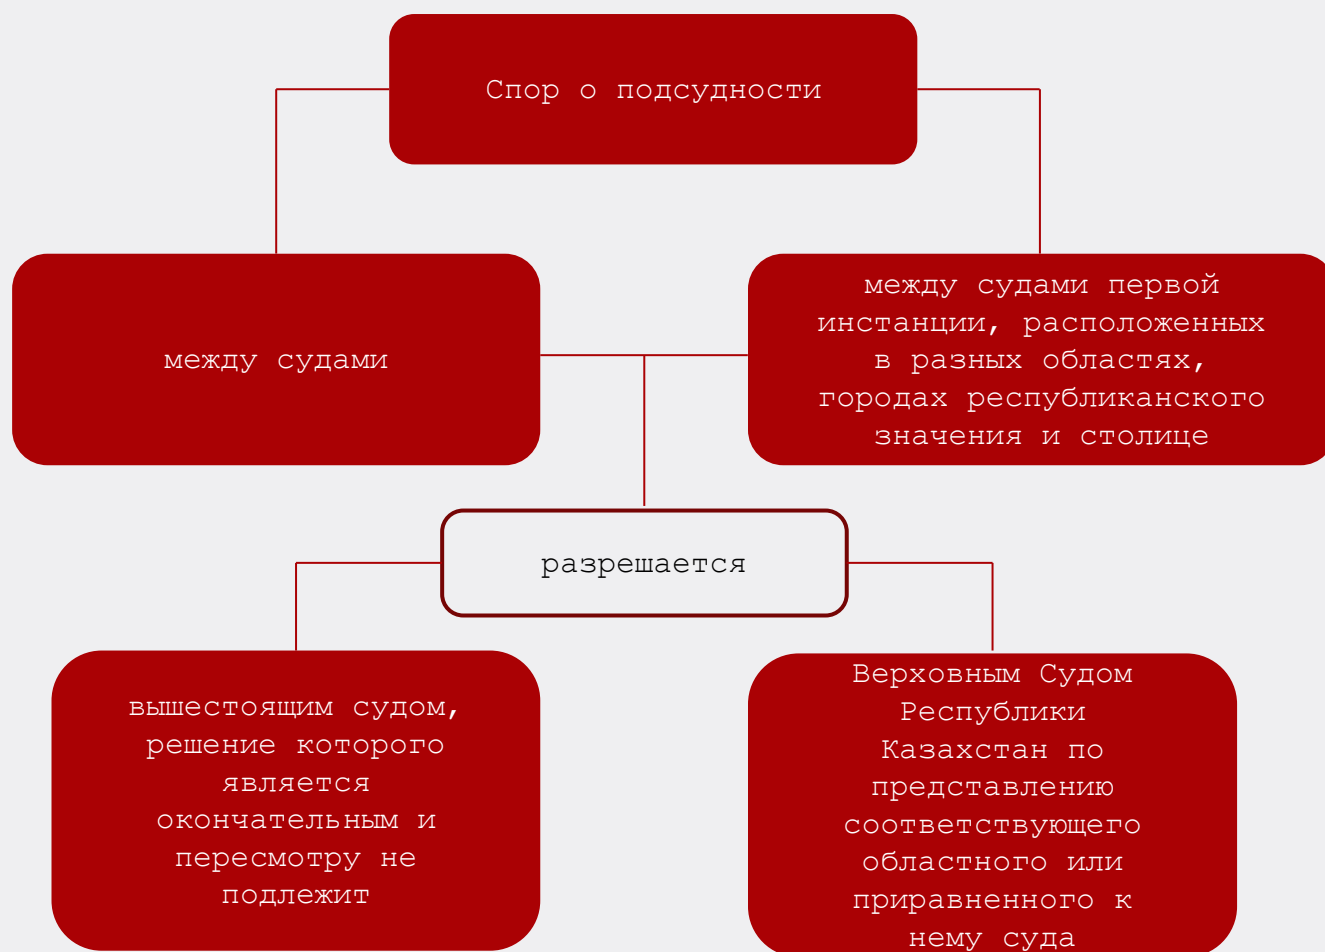 Спор о подсудности
между судами
между судами первой
инстанции, расположенных
в разных областях,
городах республиканского
значения и столице
разрешается
вышестоящим судом,
решение которого
является
окончательным и
пересмотру не
подлежит
Верховным Судом
Республики
Казахстан по
представлению
соответствующего
областного или
приравненного к
нему суда